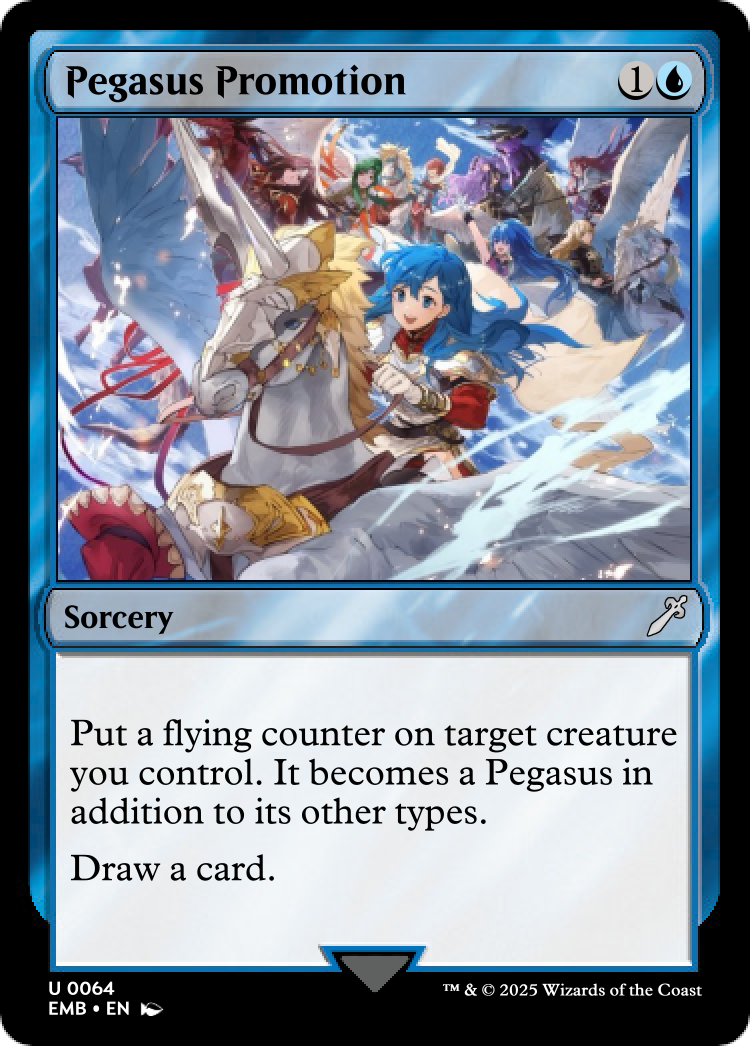 Pegasus Promotion 1
Sorcery
Put a flying counter on target creature
you control. It becomes a Pegasus in
addition to its other types.
Draw a card.
U 0064
EMB • EN
™ & © 2025 Wizards of the Coast